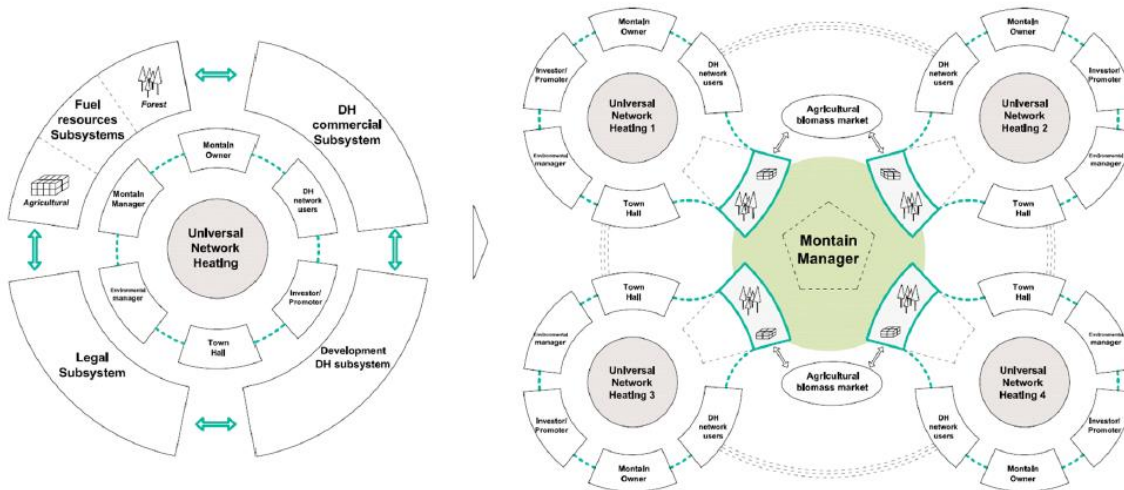 Forest
Fuel
resources
Subsystems
Agricultural
DH
commercial
Subsystem
Montain
Owner
Montain
Manager
DH
network
users
Universal
Network
Heating
Environmental
manager
Investor/
Promoter
Town
Hall
Legal
Subsystem
Development
DH subsystem
Montain
Owner
Investor/
Promoter
DH
network
users
Universal
Network
Heating 1
Environmental
manager
Town
Hall
Agricultural
biomass market
Montain
Owner
DH
network
users
Investor/
Promoter
Universal
Network
Heating 2
Environmental
manager
Town
Hall
Montain
Manager
Town
Hall
Environmental
manager
Universal
Network
Heating 3
Investor/
Promoter
DH
network
users
Montain
Owner
Agricultural
biomass market
Town
Hall
Environmental
manager
Universal
Network
Heating 4
DH
network
users
Investor/
Promoter
Montain
Owner